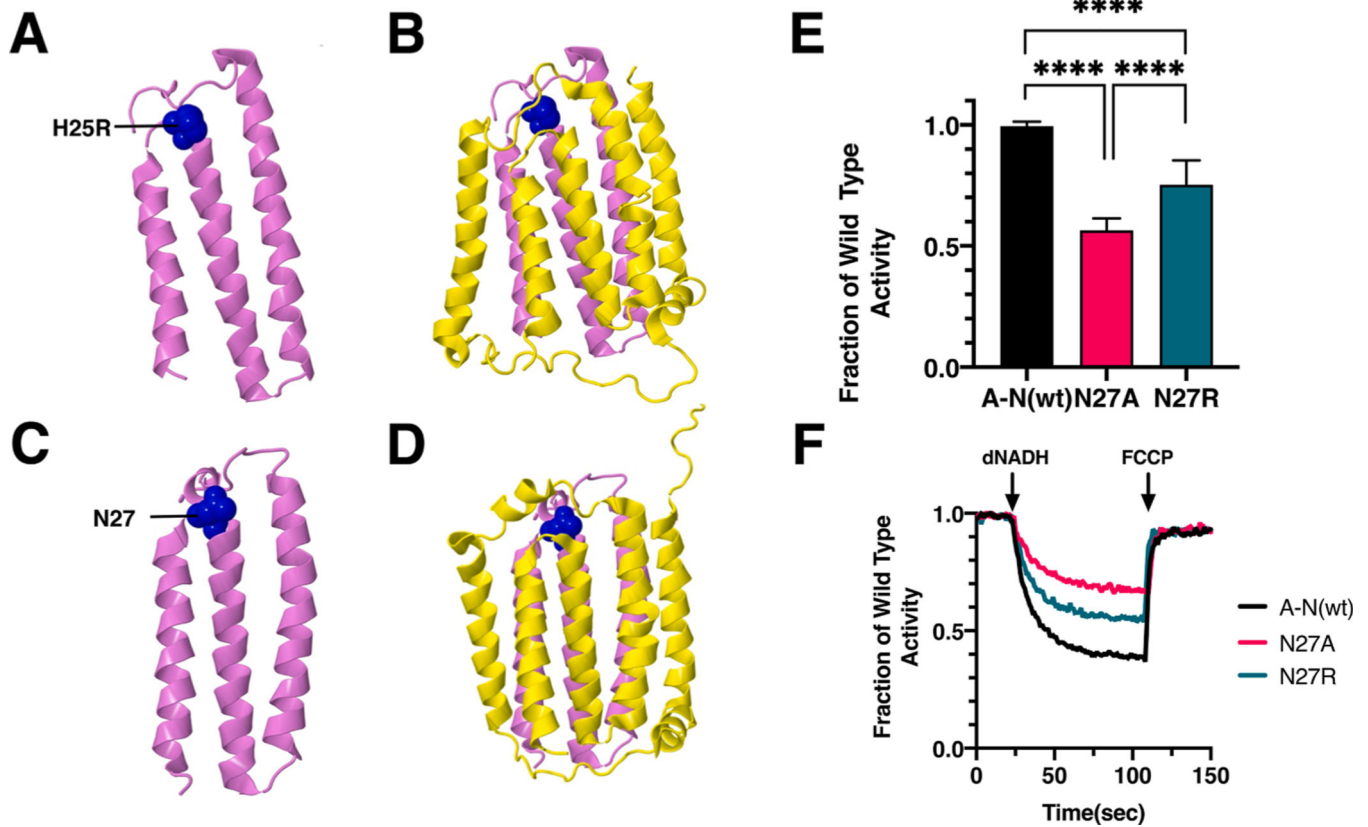 A
B
E
H25R
****
**** ****
Fraction of Wild Type
Activity
1.0
0.5
0.0
A-N(wt) N27A N27R
C
D
F
N27
dNADH
FCCP
Fraction of Wild Type
Activity
1.0
0.5
0.0
0 50 100 150
Time(sec)
A-N(wt)
N27A
N27R